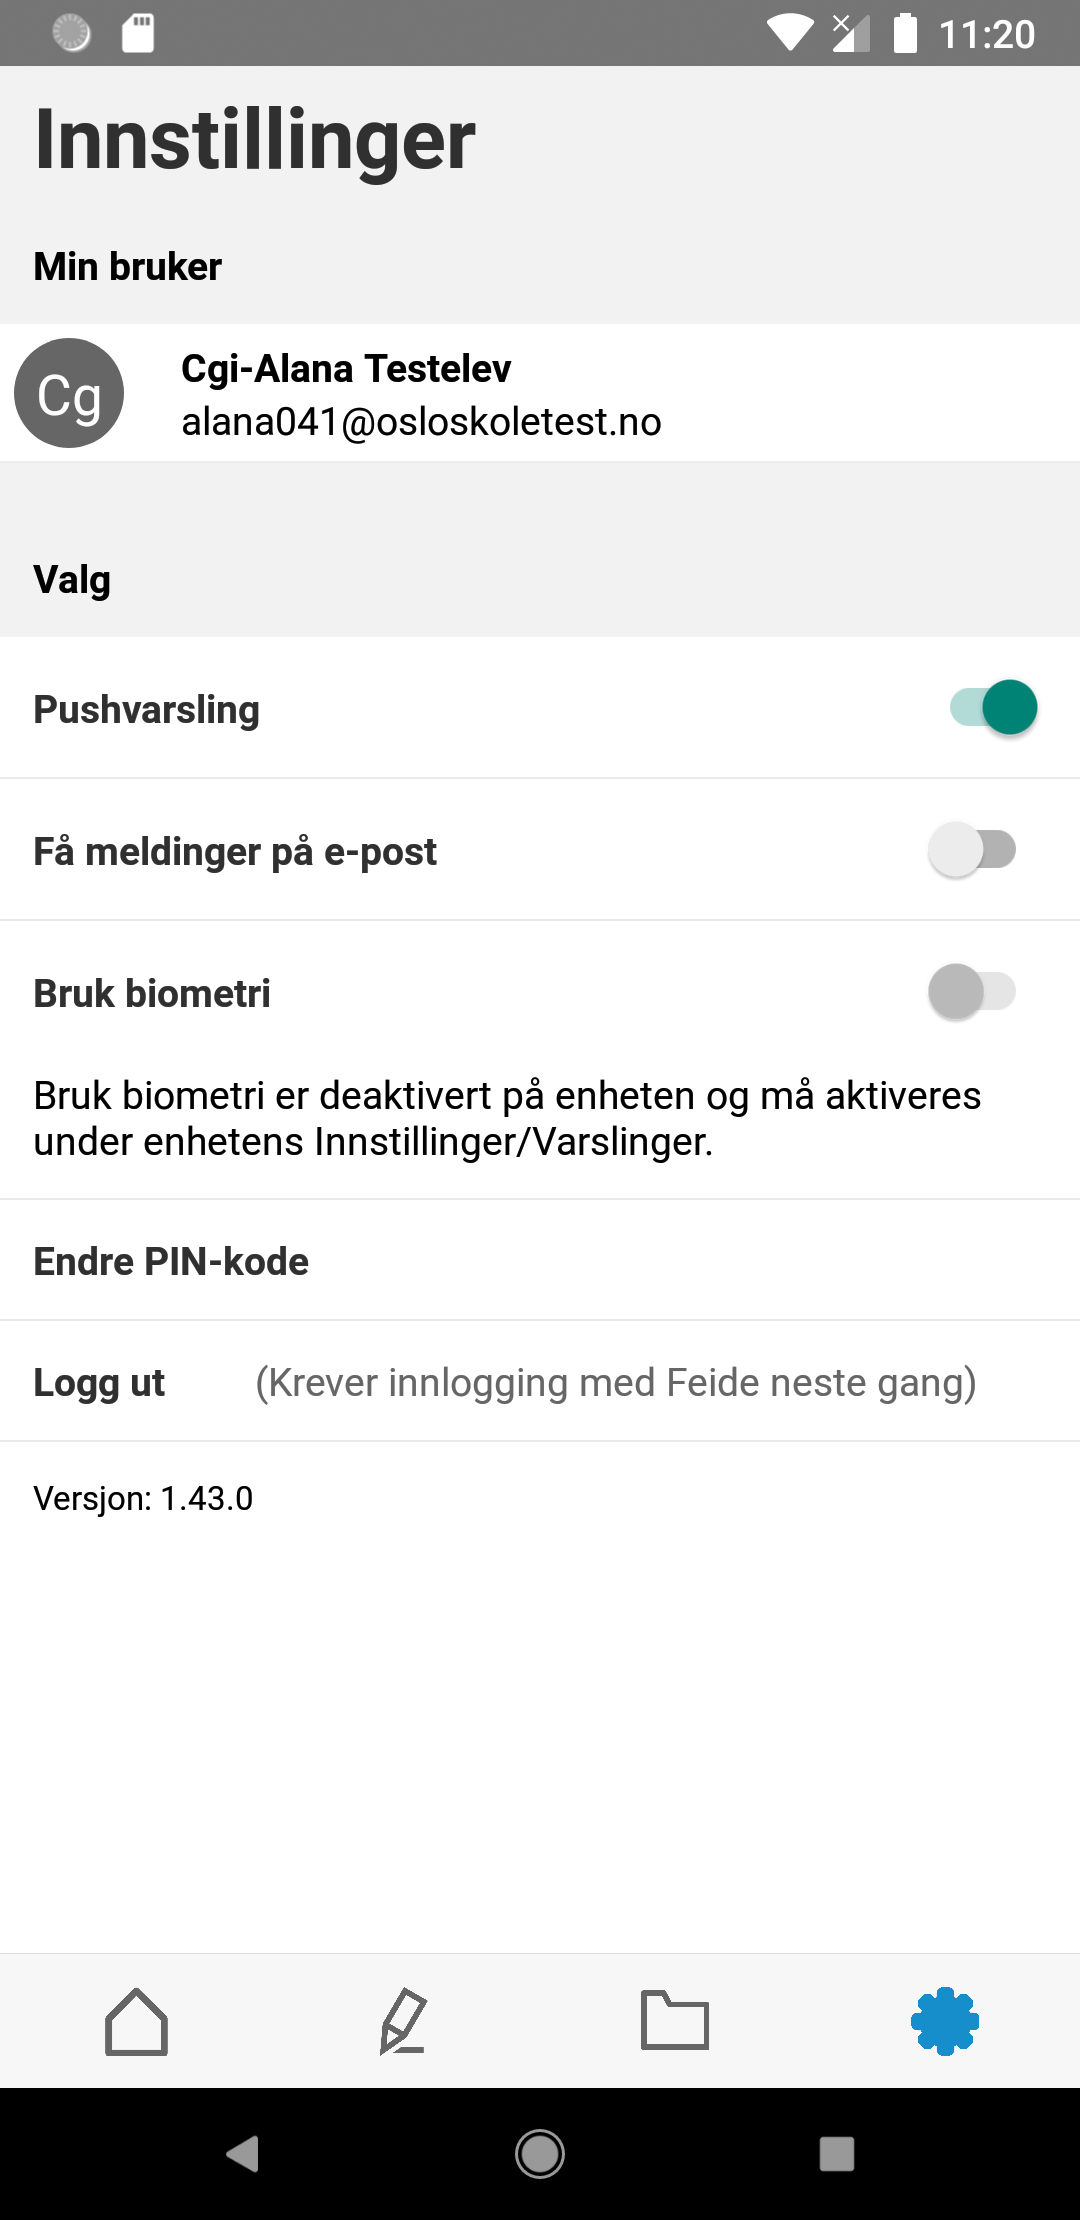 11:20
Innstillinger
Min bruker
Cg
Cgi-Alana Testelev
alana041@osloskoletest.no
Valg
Pushvarsling
Få meldinger på e-post
Bruk biometri
Bruk biometri er deaktivert på enheten og må aktiveres
under enhetens Innstillinger/Varslinger.
Endre PIN-kode
Logg ut (Krever innlogging med Feide neste gang)
Versjon: 1.43.0